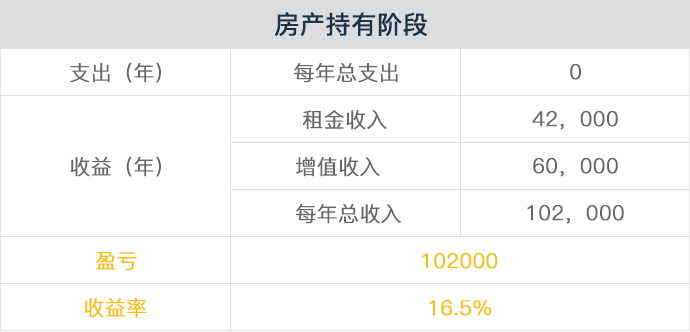 房产持有阶段
支出（年） 每年总支出 0
收益（年） 租金收入 42，000
增值收入 60，000
每年总收入 102，000
盈亏 102000
收益率 16.5%